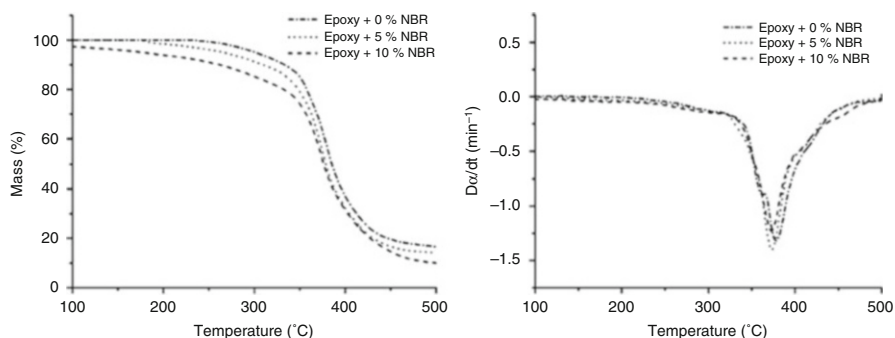 Epoxy + 0 % NBR
Epoxy + 5 % NBR
Epoxy + 10 % NBR
100
80
60
40
20
0
Mass (%)
100
200
300
400
500
Temperature (˚C)
Epoxy + 0 % NBR
Epoxy + 5 % NBR
Epoxy + 10 % NBR
0.5
0.0
−0.5
−1.0
−1.5
Dα/dt (min⁻¹)
100
200
300
400
500
Temperature (˚C)